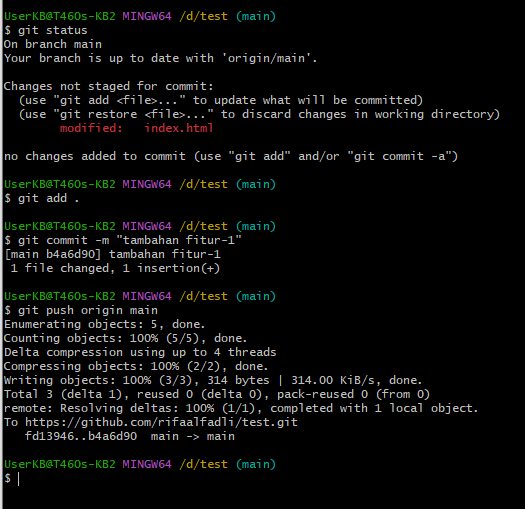 UserKB@T460s-KB2 MINGW64 /d/test (main)
$ git status
On branch main
Your branch is up to date with 'origin/main'.
Changes not staged for commit:
  (use "git add <file>..." to update what will be committed)
  (use "git restore <file>..." to discard changes in working directory)
        modified:   index.html
no changes added to commit (use "git add" and/or "git commit -a")
UserKB@T460s-KB2 MINGW64 /d/test (main)
$ git add .
UserKB@T460s-KB2 MINGW64 /d/test (main)
$ git commit -m "tambahan fitur-1"
[main b4a6d90] tambahan fitur-1
 1 file changed, 1 insertion(+)
UserKB@T460s-KB2 MINGW64 /d/test (main)
$ git push origin main
Enumerating objects: 5, done.
Counting objects: 100% (5/5), done.
Delta compression using up to 4 threads
Compressing objects: 100% (2/2), done.
Writing objects: 100% (3/3), 314 bytes | 314.00 KiB/s, done.
Total 3 (delta 1), reused 0 (delta 0), pack-reused 0 (from 0)
remote: Resolving deltas: 100% (1/1), completed with 1 local object.
To https://github.com/rifaalfadli/test.git
   fd13946..b4a6d90  main -> main
UserKB@T460s-KB2 MINGW64 /d/test (main)
$